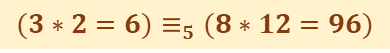 (3 * 2 = 6) ≡₅ (8 * 12 = 96)